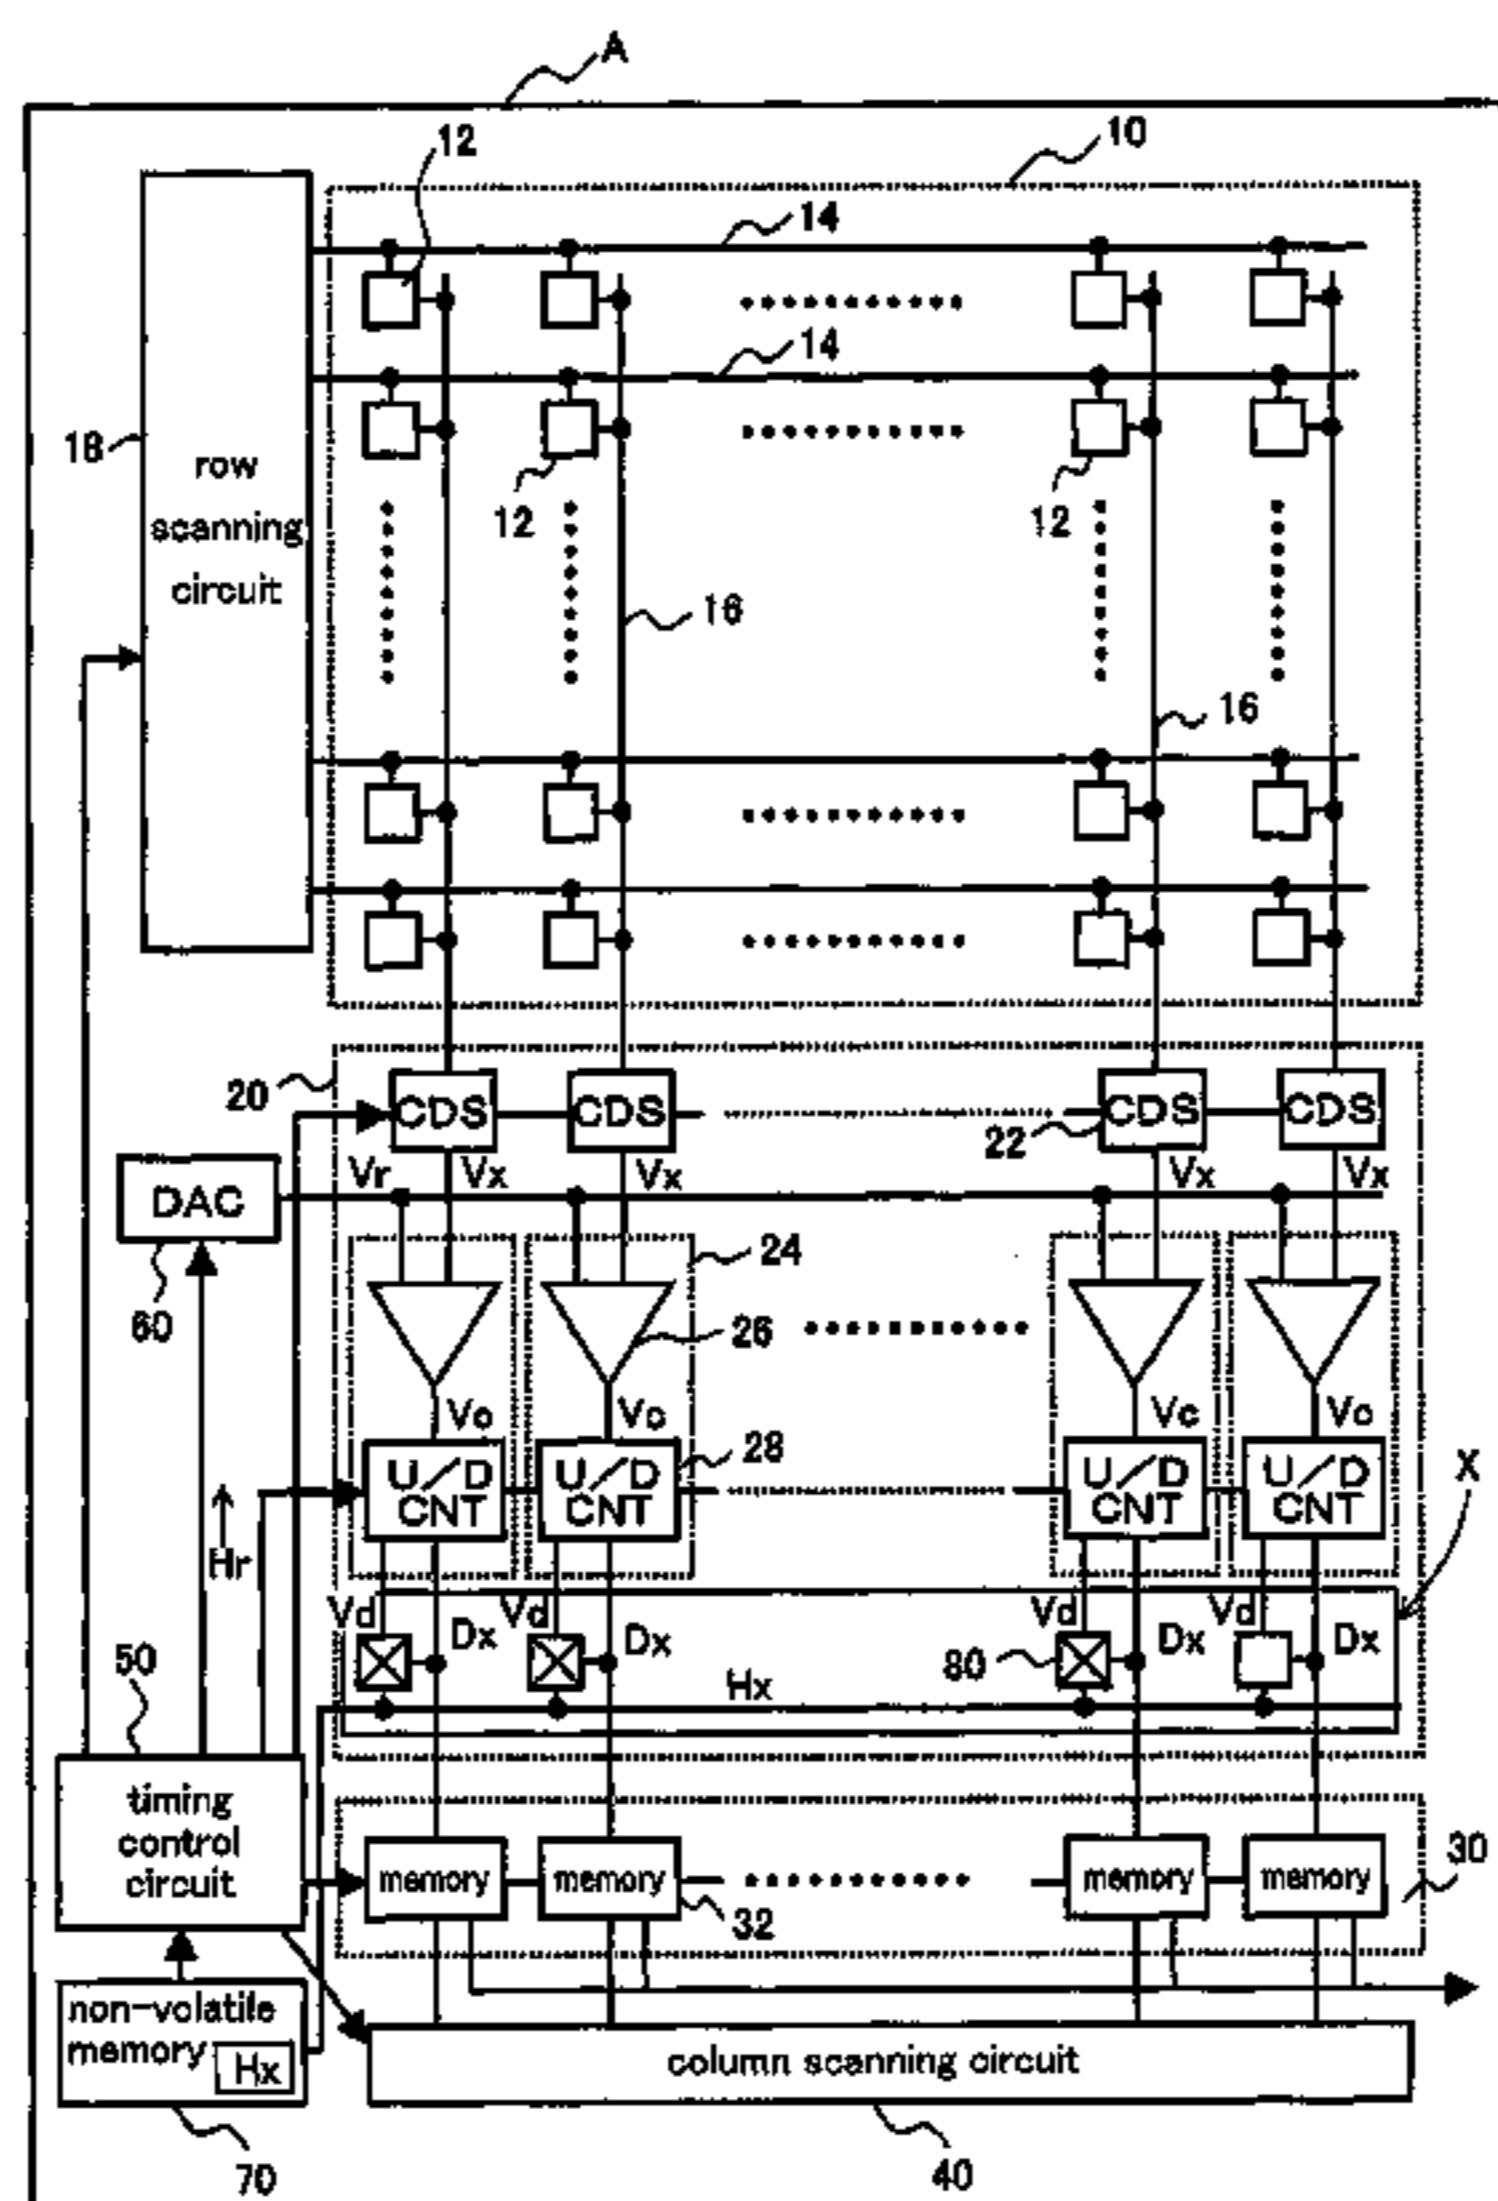 A
10
12
14
14
18
row
scanning
circuit
12
12
16
16
20
CDS
CDS
CDS
CDS
22
Vr
Vx
Vx
Vx
Vx
DAC
60
24
26
Vc
Vc
Vc
Vc
28
U/D
CNT
U/D
CNT
U/D
CNT
U/D
CNT
X
Hr
Vd
Vd
Vd
Vd
Dx
Dx
Dx
Dx
80
Hx
50
timing
control
circuit
memory
memory
memory
memory
30
32
non-volatile
memory
Hx
column scanning circuit
70
40